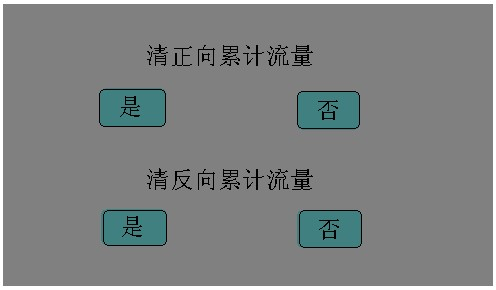 清正向累计流量
是 否
清反向累计流量
是 否